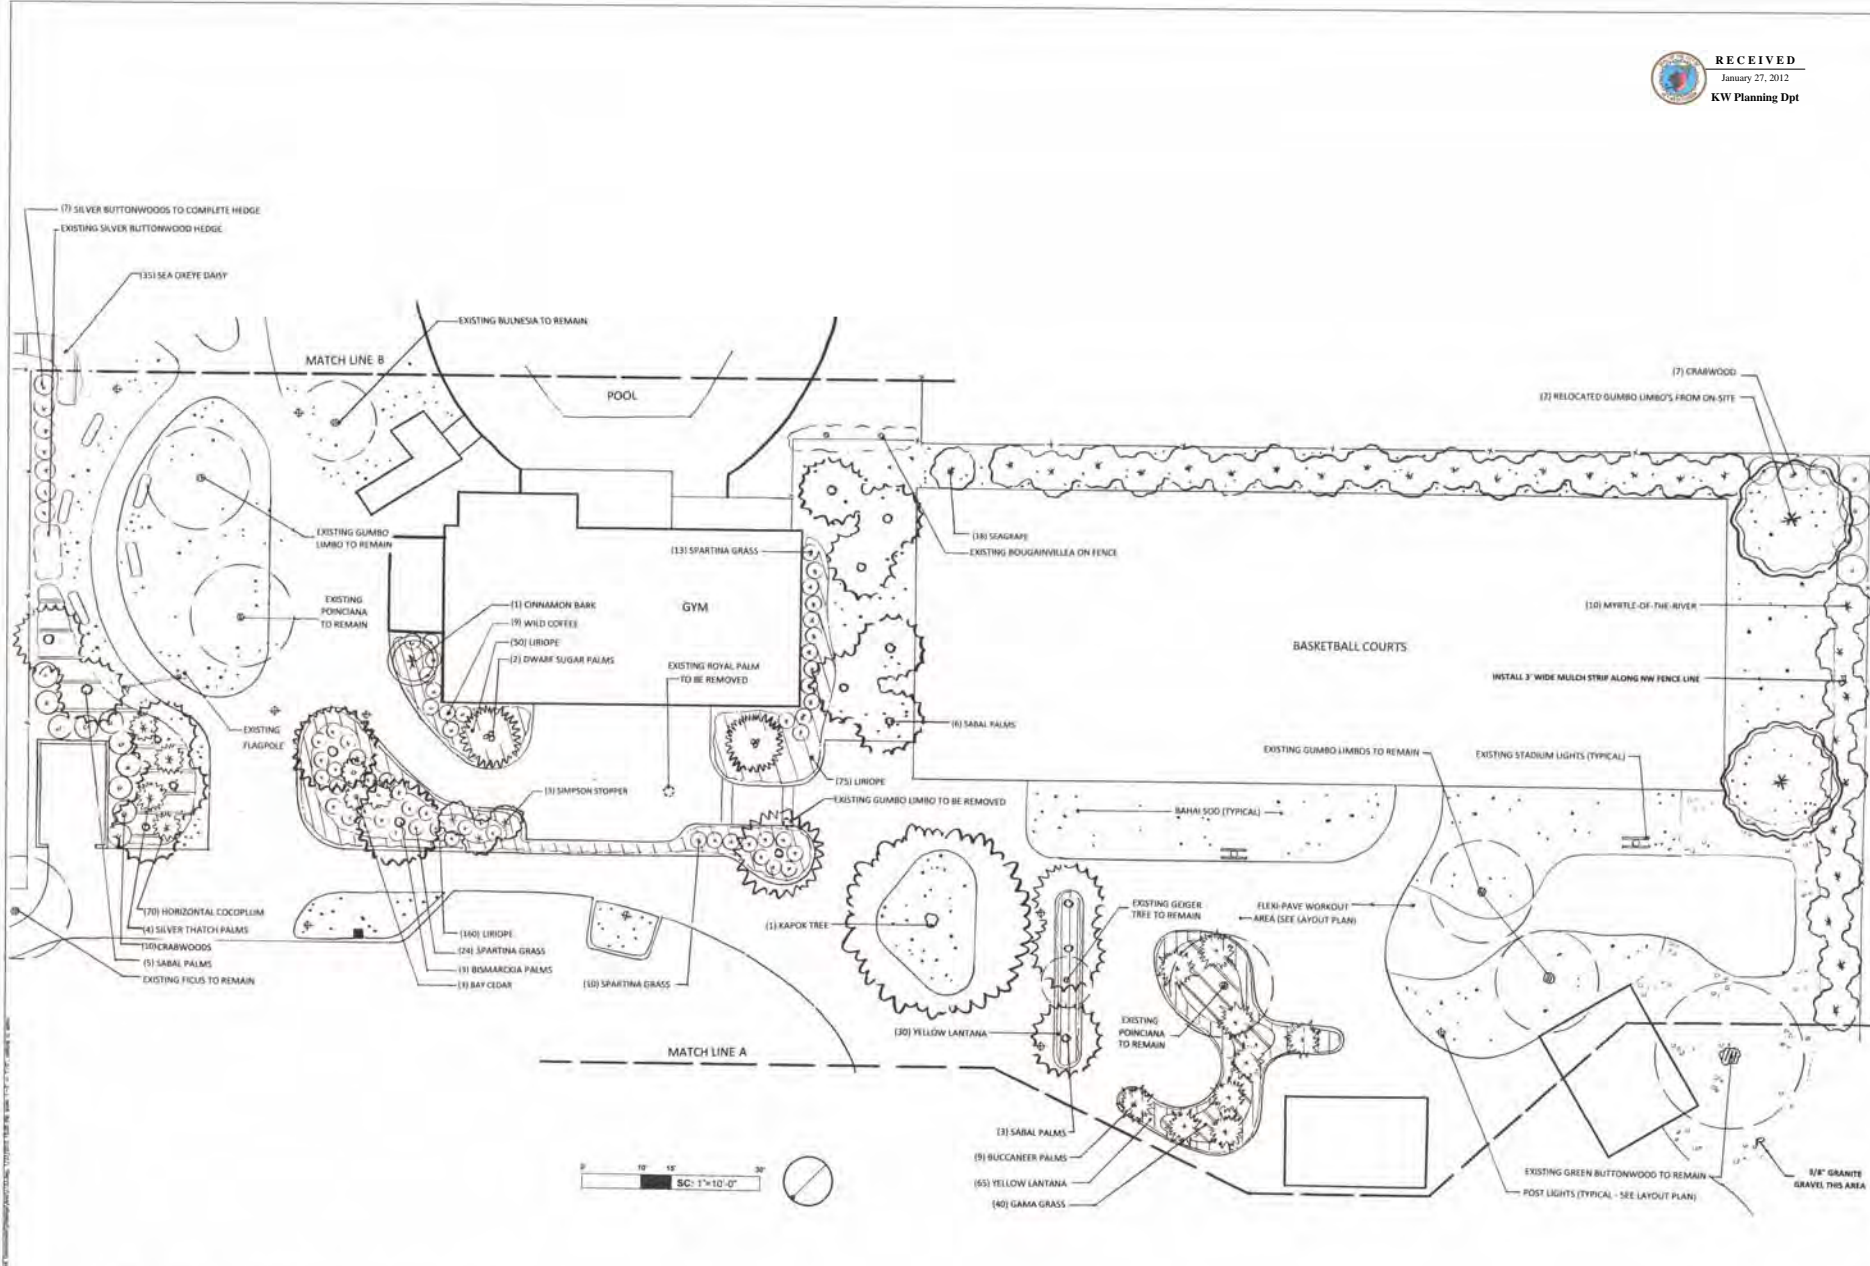 RECEIVED
January 27, 2012
KW Planning Dpt
(7) SILVER BUTTONWOODS TO COMPLETE HEDGE
EXISTING SILVER BUTTONWOOD HEDGE
(35) SEA OXEYE DAISY
EXISTING BULNESIA TO REMAIN
MATCH LINE B
POOL
(7) CRABWOOD
(2) RELOCATED GUMBO LIMBO'S FROM ON-SITE
EXISTING GUMBO
LIMBO TO REMAIN
(13) SPARTINA GRASS
(18) SEAGRAPE
EXISTING BOUGAINVILLEA ON FENCE
EXISTING
POINCIANA
TO REMAIN
(1) CINNAMON BARK
(9) WILD COFFEE
(50) LIRIOPE
(2) DWARF SUGAR PALMS
GYM
EXISTING ROYAL PALM
TO BE REMOVED
(10) MYRTLE-OF-THE-RIVER
BASKETBALL COURTS
INSTALL 3' WIDE MULCH STRIP ALONG NW FENCE LINE
EXISTING
FLAGPOLE
(6) SABAL PALMS
EXISTING GUMBO LIMBOS TO REMAIN
EXISTING STADIUM LIGHTS (TYPICAL)
(3) SIMPSON STOPPER
(75) LIRIOPE
EXISTING GUMBO LIMBO TO BE REMOVED
BAHAI SOD (TYPICAL)
(70) HORIZONTAL COCOPLUM
(4) SILVER THATCH PALMS
(10) CRABWOODS
(5) SABAL PALMS
EXISTING FICUS TO REMAIN
(160) LIRIOPE
(24) SPARTINA GRASS
(3) BISMARCKIA PALMS
(3) BAY CEDAR
(10) SPARTINA GRASS
(1) KAPOK TREE
EXISTING GEIGER
TREE TO REMAIN
FLEXI-PAVE WORKOUT
AREA (SEE LAYOUT PLAN)
(30) YELLOW LANTANA
EXISTING
POINCIANA
TO REMAIN
MATCH LINE A
(3) SABAL PALMS
(9) BUCCANEER PALMS
(65) YELLOW LANTANA
(40) GAMA GRASS
0 10' 15' 30'
SC: 1"=10'-0"
EXISTING GREEN BUTTONWOOD TO REMAIN
POST LIGHTS (TYPICAL - SEE LAYOUT PLAN)
3/8" GRANITE
GRAVEL THIS AREA